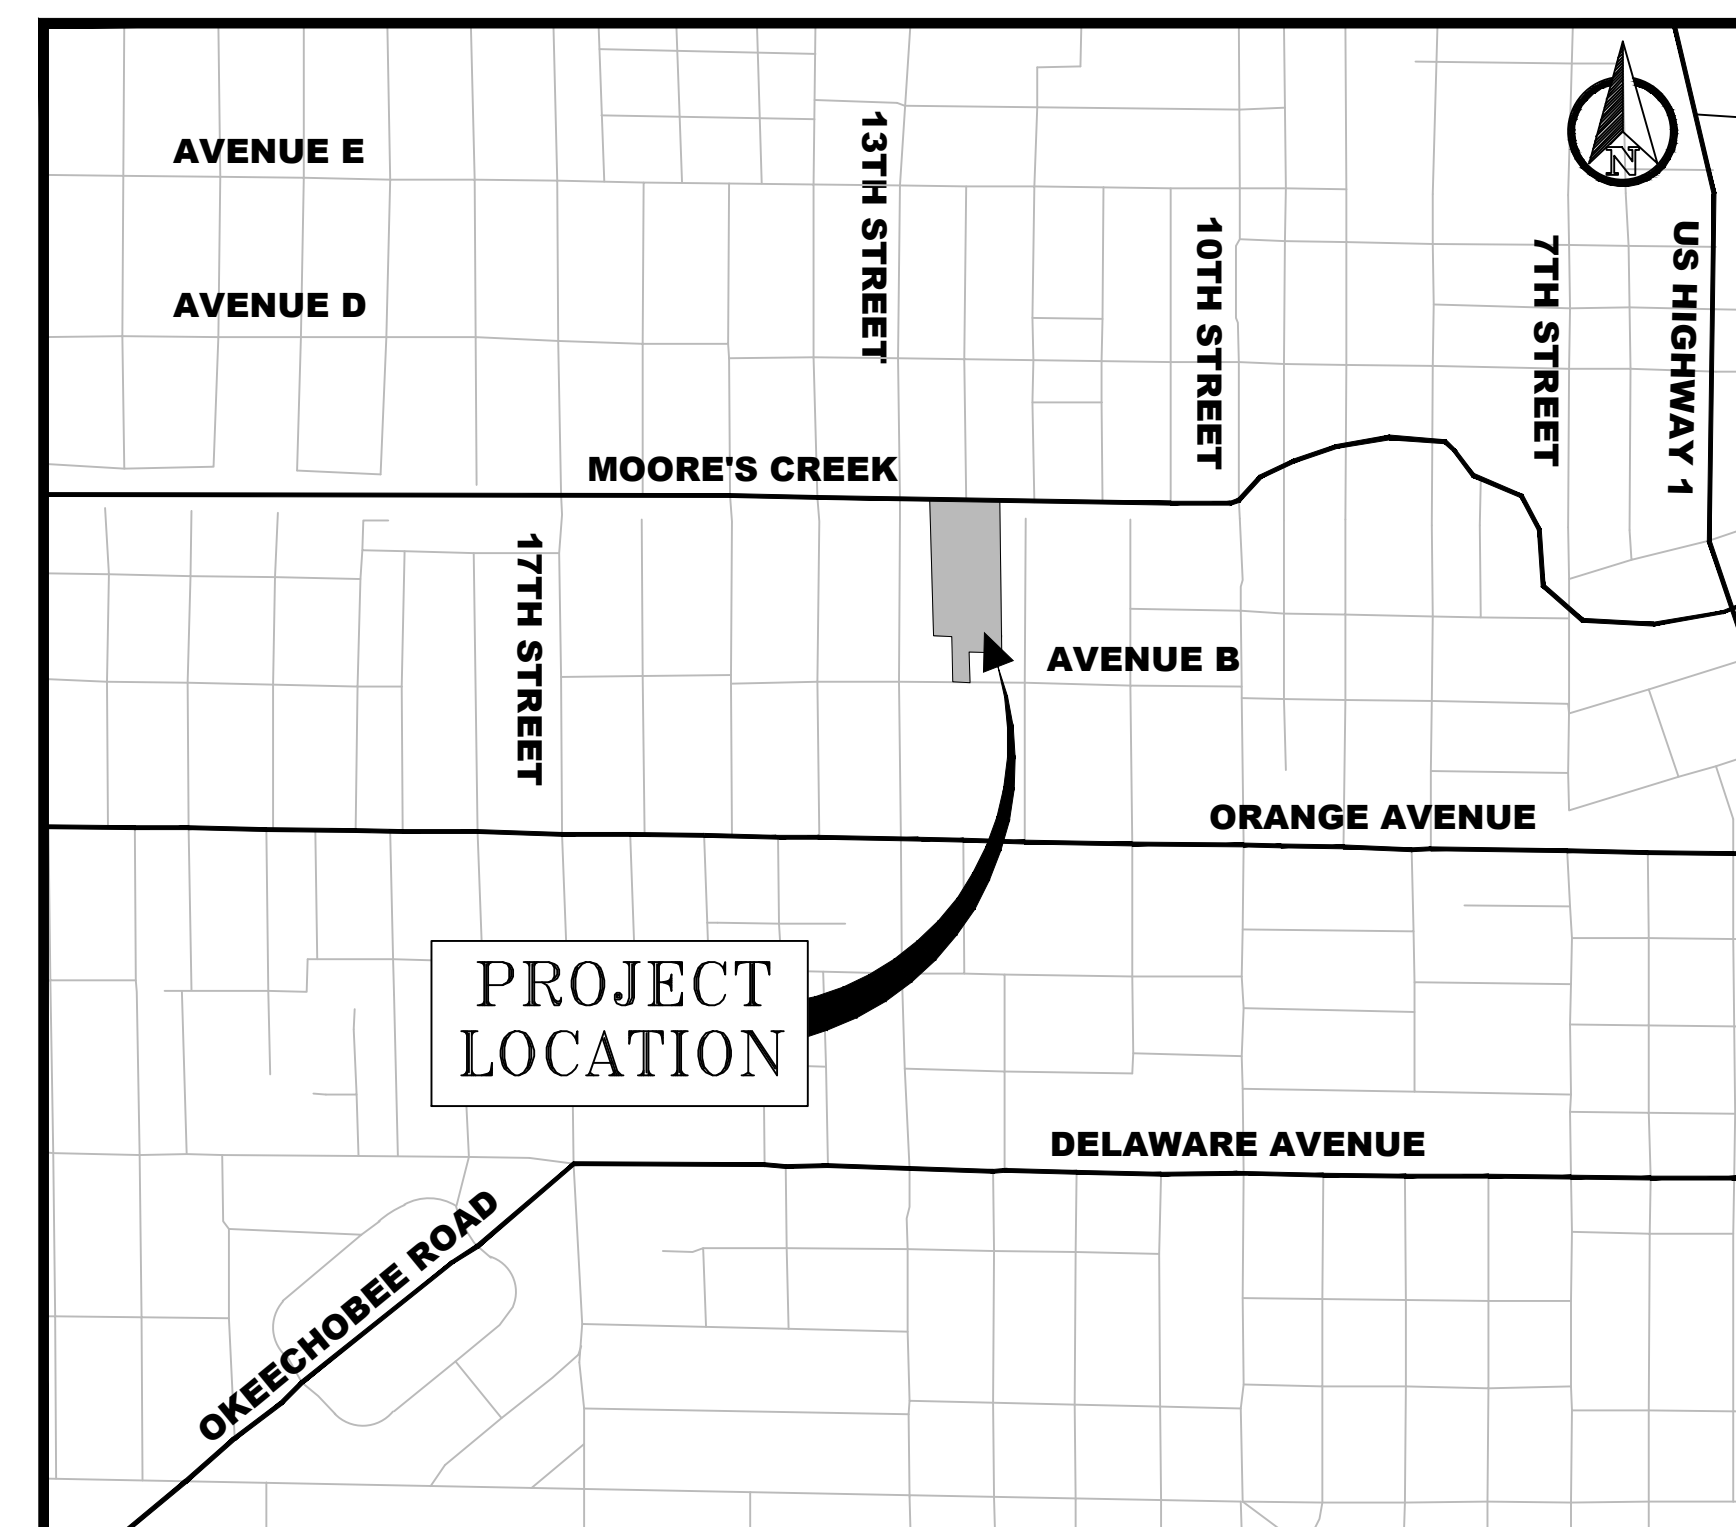 AVENUE E
13TH STREET
N
AVENUE D
10TH STREET
7TH STREET
US HIGHWAY 1
MOORE'S CREEK
17TH STREET
AVENUE B
ORANGE AVENUE
PROJECT
LOCATION
DELAWARE AVENUE
OKEECHOBEE ROAD